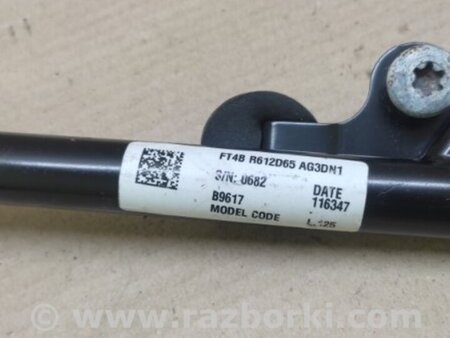 FT4B R612D65 AG3DN1
S/N: 0682
DATE
B9617
116347
MODEL CODE
www.razborki.com